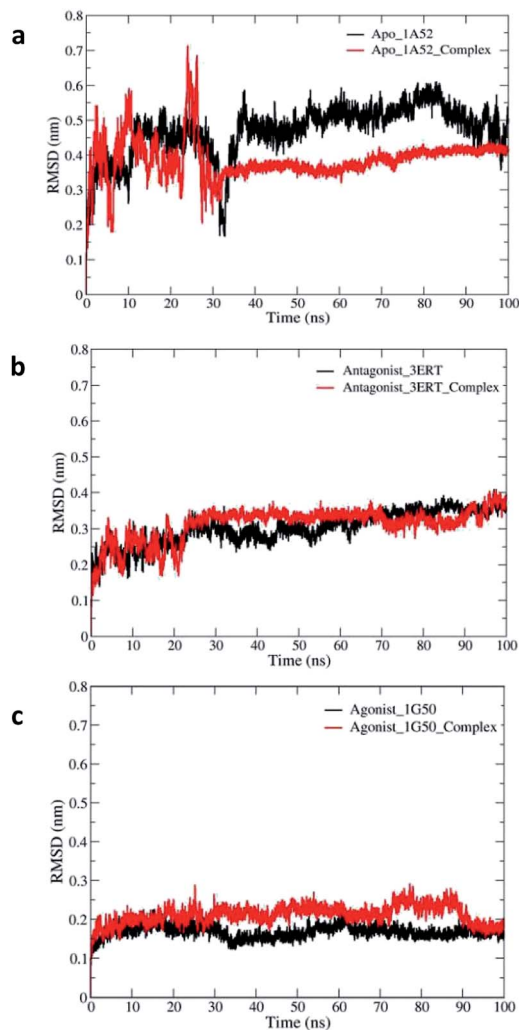 a
0.8
0.7
0.6
0.5
0.4
0.3
0.2
0.1
0
RMSD (nm)
Apo_1A52
Apo_1A52_Complex
0 10 20 30 40 50 60 70 80 90 100
Time (ns)
b
0.8
0.7
0.6
0.5
0.4
0.3
0.2
0.1
0
RMSD (nm)
Antagonist_3ERT
Antagonist_3ERT_Complex
0 10 20 30 40 50 60 70 80 90 100
Time (ns)
c
0.8
0.7
0.6
0.5
0.4
0.3
0.2
0.1
0
RMSD (nm)
Agonist_1G50
Agonist_1G50_Complex
0 10 20 30 40 50 60 70 80 90 100
Time (ns)